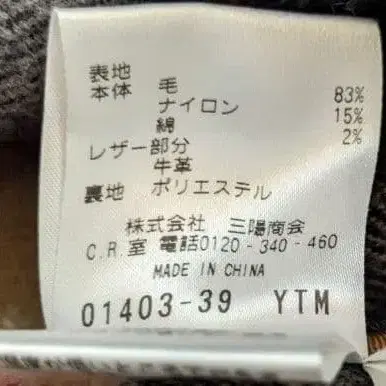 表地
本体 毛 83%
ナイロン 15%
綿 2%
レザー部分
牛革
裏地 ポリエステル
株式会社 三陽商会
C.R.室 電話0120-340-460
MADE IN CHINA
01403-39 YTM